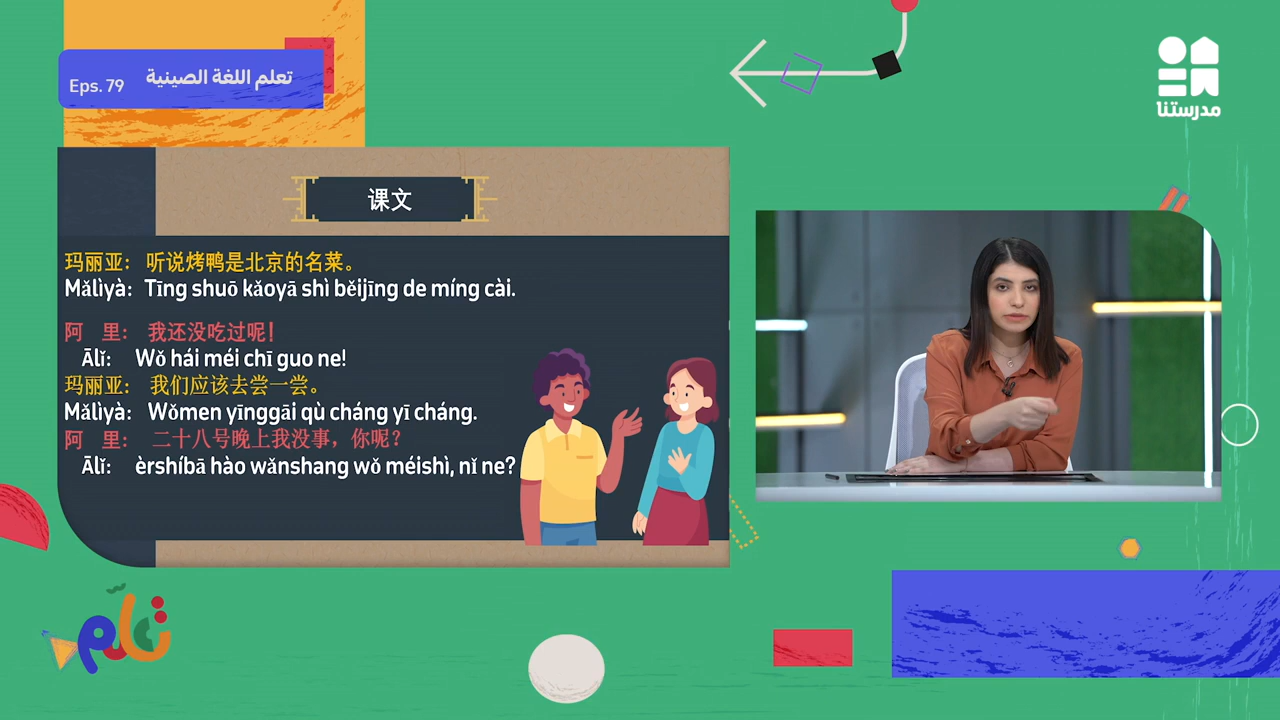 تعلم اللغة الصينية
Eps. 79
مدرستنا
课文
玛丽亚： 听说烤鸭是北京的名菜。
Mǎlìyà: Tīng shuō kǎoyā shì běijīng de míng cài.
阿 里： 我还没吃过呢！
Ālǐ: Wǒ hái méi chī guo ne!
玛丽亚： 我们应该去尝一尝。
Mǎlìyà: Wǒmen yīnggāi qù cháng yī cháng.
阿 里： 二十八号晚上我没事，你呢？
Ālǐ: èrshíbā hào wǎnshang wǒ méishì, nǐ ne?